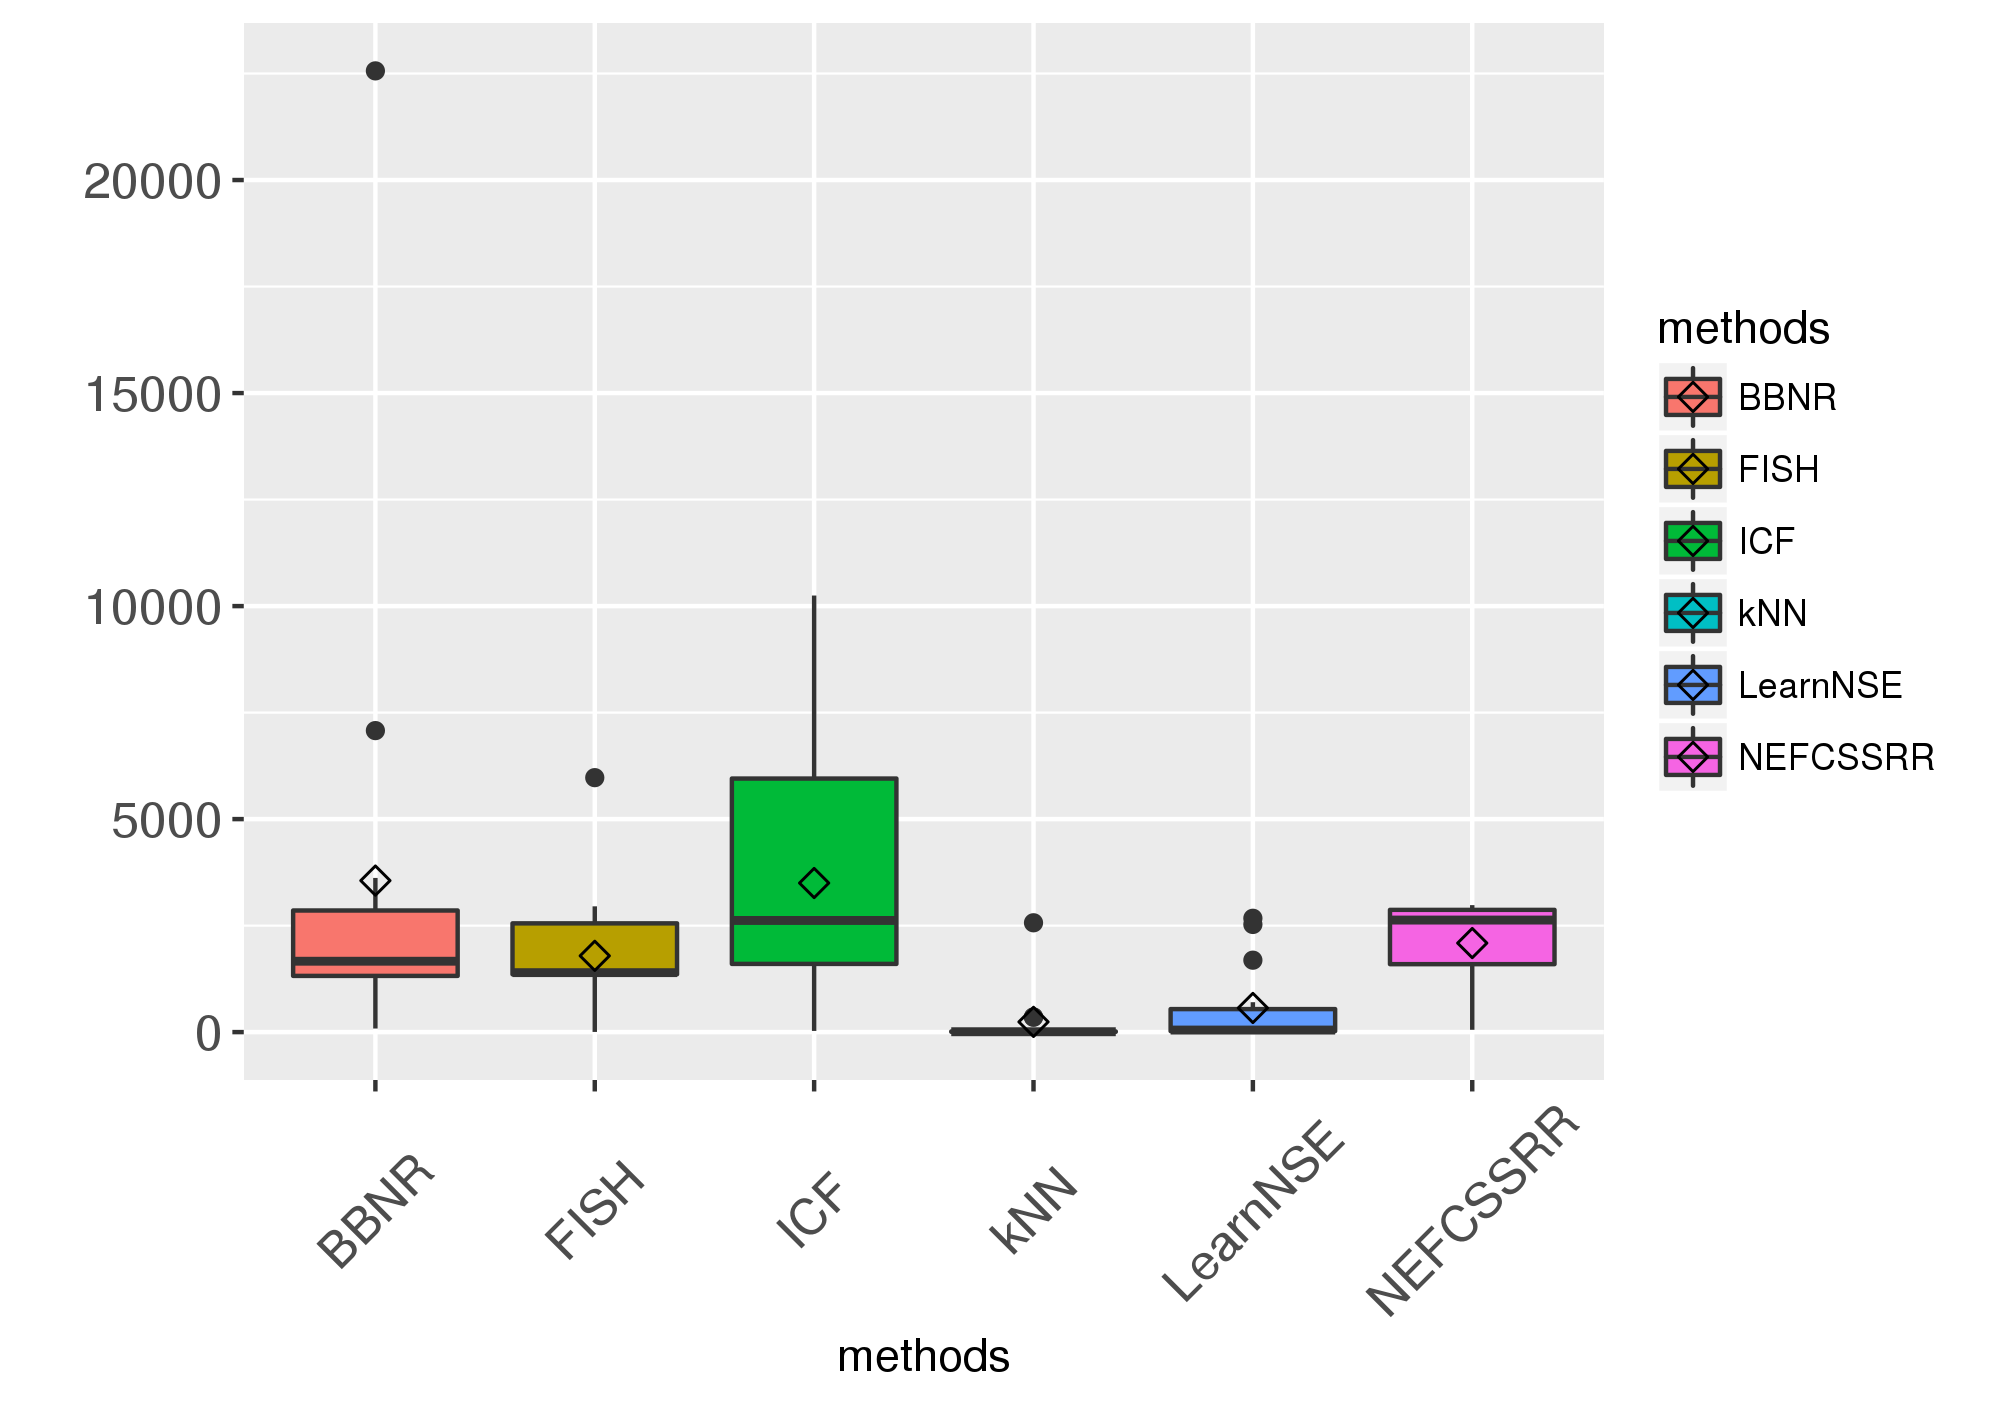 20000
15000
10000
5000
0
BBNR
FISH
ICF
kNN
LearnNSE
NEFCSSRR
methods
methods
BBNR
FISH
ICF
kNN
LearnNSE
NEFCSSRR